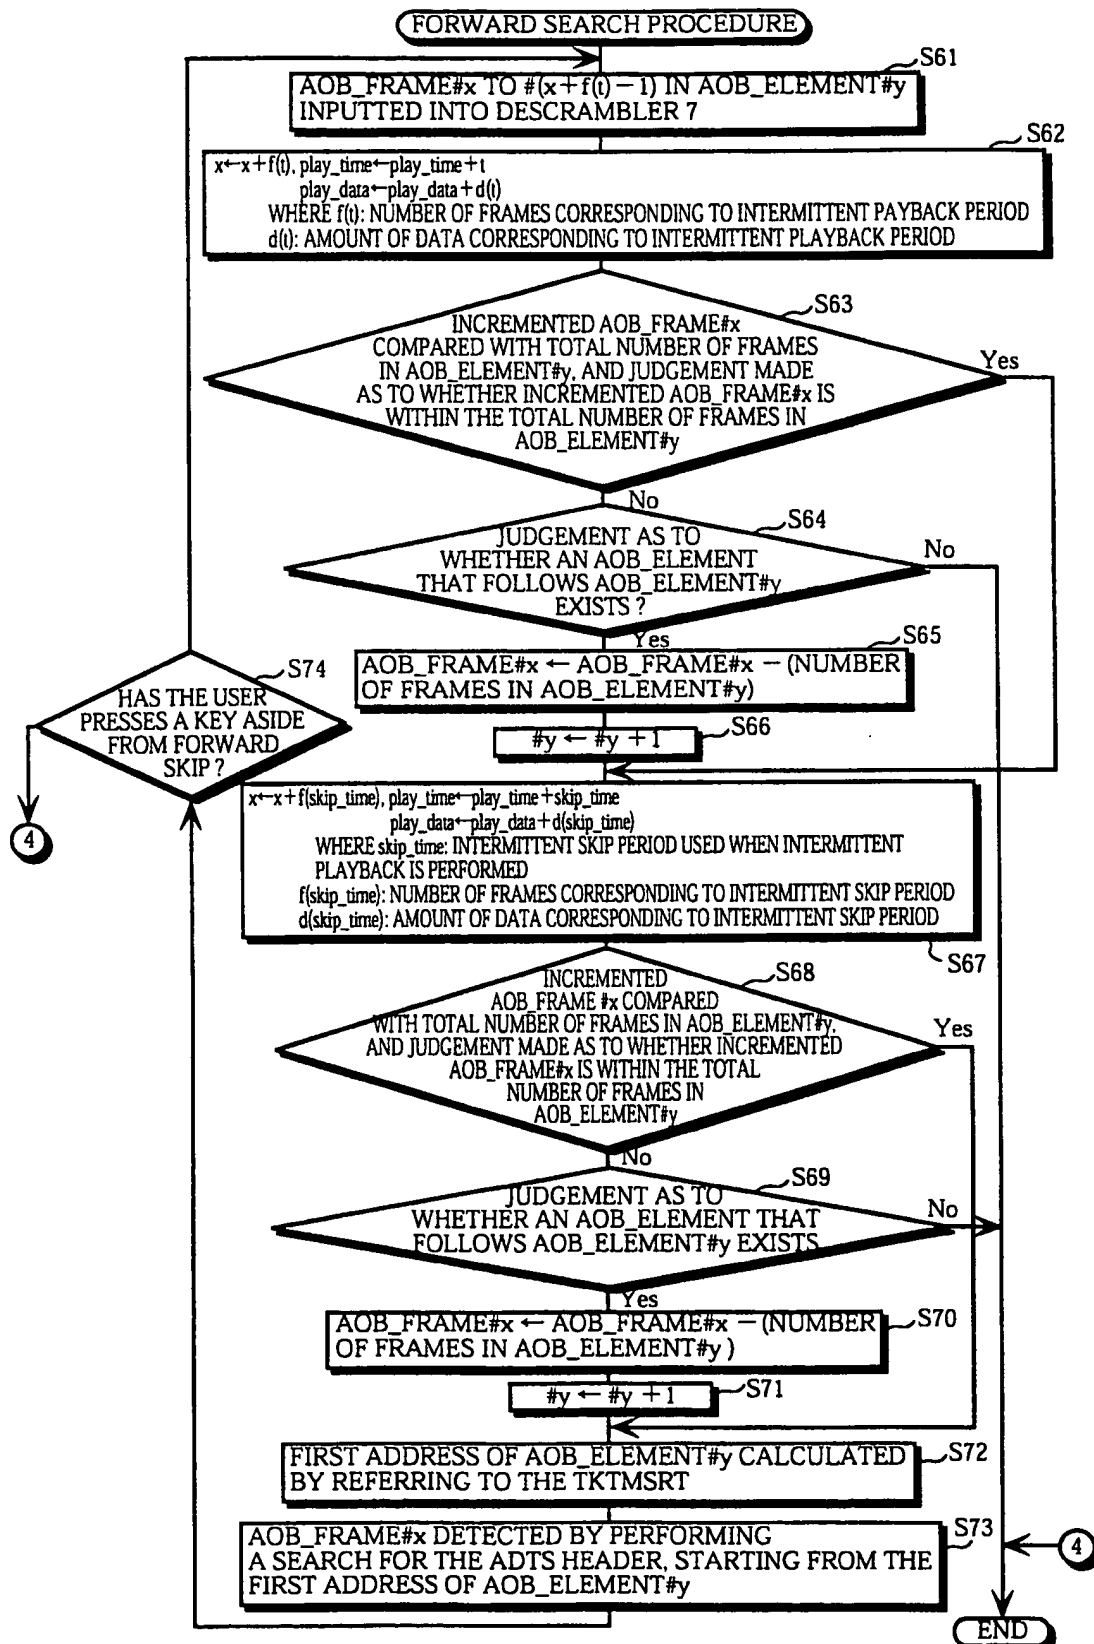 FORWARD SEARCH PROCEDURE
S61
AOB_FRAME#x TO #(x+f(t)−1) IN AOB_ELEMENT#y
INPUTTED INTO DESCRAMBLER 7
S62
x←x+f(t), play_time←play_time+t
play_data←play_data+d(t)
WHERE f(t): NUMBER OF FRAMES CORRESPONDING TO INTERMITTENT PAYBACK PERIOD
d(t): AMOUNT OF DATA CORRESPONDING TO INTERMITTENT PLAYBACK PERIOD
S63
INCREMENTED AOB_FRAME#x
COMPARED WITH TOTAL NUMBER OF FRAMES
IN AOB_ELEMENT#y, AND JUDGEMENT MADE
AS TO WHETHER INCREMENTED AOB_FRAME#x IS
WITHIN THE TOTAL NUMBER OF FRAMES IN
AOB_ELEMENT#y
Yes
No
S64
JUDGEMENT AS TO
WHETHER AN AOB_ELEMENT
THAT FOLLOWS AOB_ELEMENT#y
EXISTS ?
No
Yes
S65
AOB_FRAME#x ← AOB_FRAME#x − (NUMBER
OF FRAMES IN AOB_ELEMENT#y)
S66
#y ← #y + 1
S74
HAS THE USER
PRESSES A KEY ASIDE
FROM FORWARD
SKIP ?
4
x←x+f(skip_time), play_time←play_time+skip_time
play_data←play_data+d(skip_time)
WHERE skip_time: INTERMITTENT SKIP PERIOD USED WHEN INTERMITTENT
PLAYBACK IS PERFORMED
f(skip_time): NUMBER OF FRAMES CORRESPONDING TO INTERMITTENT SKIP PERIOD
d(skip_time): AMOUNT OF DATA CORRESPONDING TO INTERMITTENT SKIP PERIOD
S67
S68
INCREMENTED
AOB_FRAME #x COMPARED
WITH TOTAL NUMBER OF FRAMES IN AOB_ELEMENT#y,
AND JUDGEMENT MADE AS TO WHETHER INCREMENTED
AOB_FRAME#x IS WITHIN THE TOTAL
NUMBER OF FRAMES IN
AOB_ELEMENT#y
Yes
No
S69
JUDGEMENT AS TO
WHETHER AN AOB_ELEMENT THAT
FOLLOWS AOB_ELEMENT#y EXISTS
No
Yes
S70
AOB_FRAME#x ← AOB_FRAME#x − (NUMBER
OF FRAMES IN AOB_ELEMENT#y )
S71
#y ← #y + 1
S72
FIRST ADDRESS OF AOB_ELEMENT#y CALCULATED
BY REFERRING TO THE TKTMSRT
S73
AOB_FRAME#x DETECTED BY PERFORMING
A SEARCH FOR THE ADTS HEADER, STARTING FROM THE
FIRST ADDRESS OF AOB_ELEMENT#y
4
END